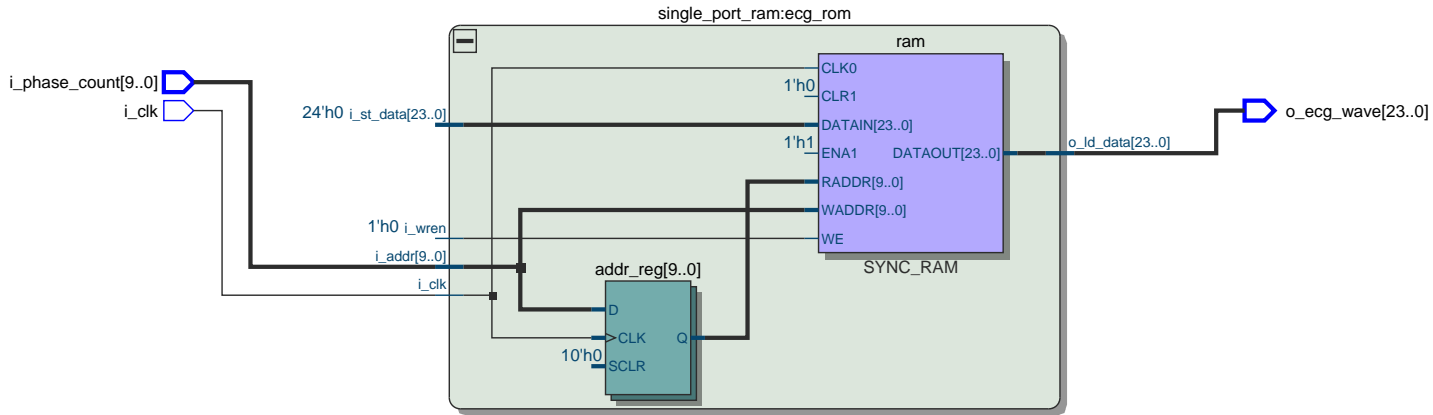 single_port_ram:ecg_rom
ram
i_phase_count[9..0]
i_clk
CLK0
1'h0
CLR1
24'h0 i_st_data[23..0]
DATAIN[23..0]
1'h1
ENA1
DATAOUT[23..0]
o_ld_data[23..0]
o_ecg_wave[23..0]
RADDR[9..0]
WADDR[9..0]
1'h0 i_wren
WE
i_addr[9..0]
SYNC_RAM
addr_reg[9..0]
i_clk
D
CLK
Q
10'h0
SCLR